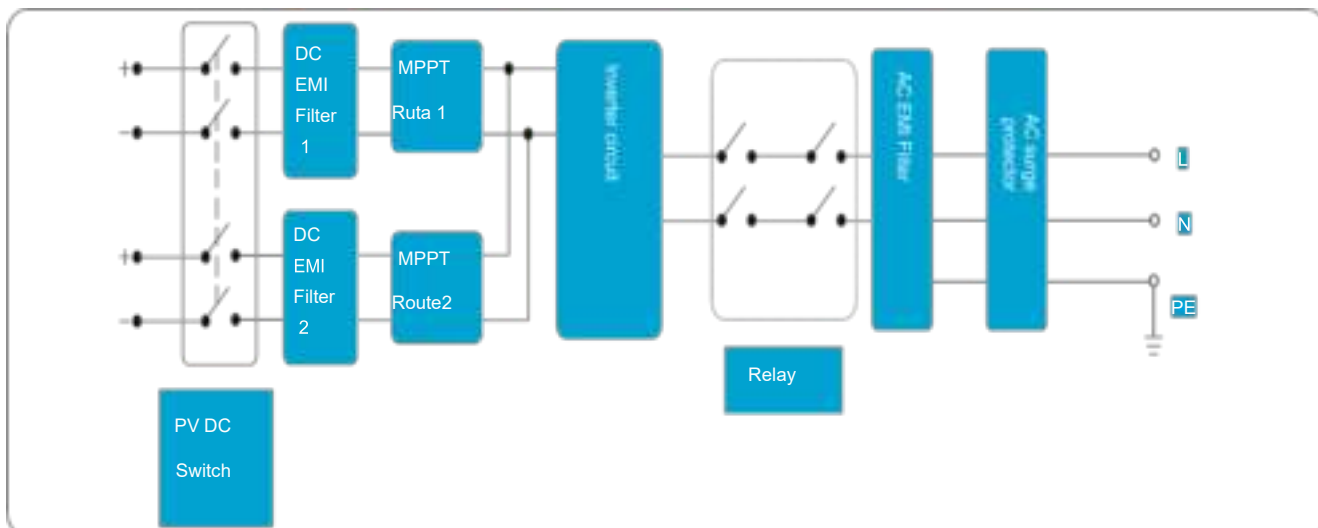 DC
EMI
Filter
1
MPPT
Ruta 1
DC
EMI
Filter
2
MPPT
Route2
Inverter circuit
AC EMI Filter
AC surge
protector
L
N
PE
Relay
PV DC
Switch
+
-
+
-